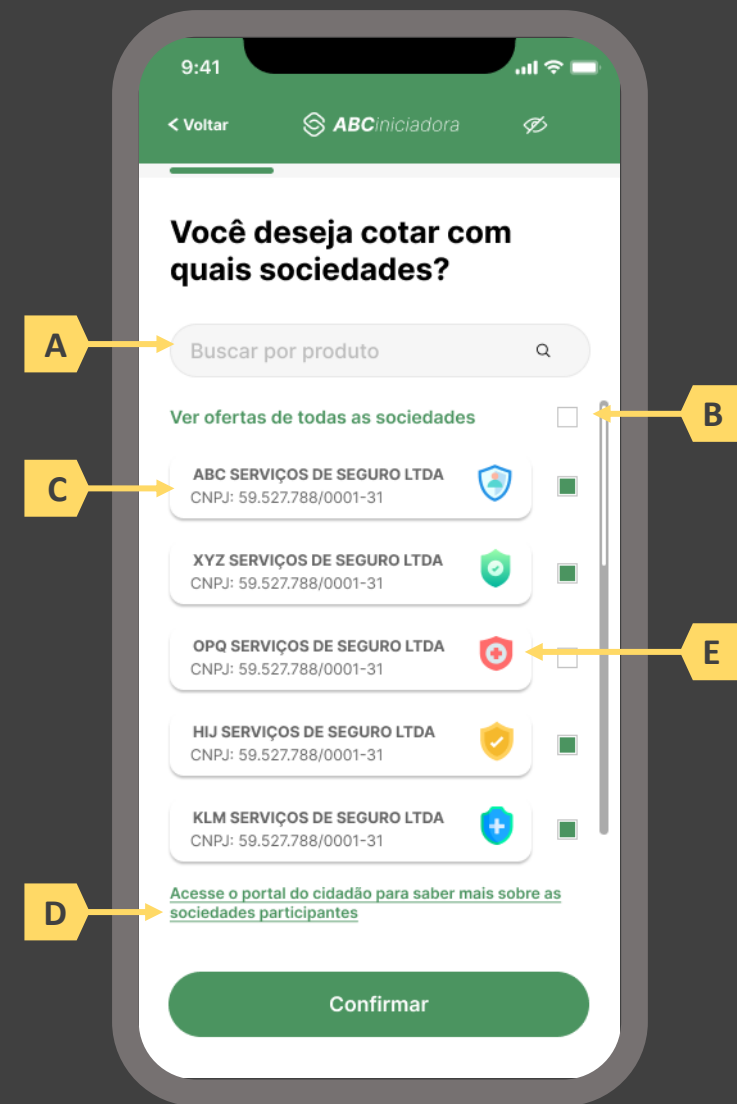 9:41
< Voltar
ABCiniciadora
Você deseja cotar com
quais sociedades?
A
Buscar por produto
Ver ofertas de todas as sociedades
B
C
ABC SERVIÇOS DE SEGURO LTDA
CNPJ: 59.527.788/0001-31
XYZ SERVIÇOS DE SEGURO LTDA
CNPJ: 59.527.788/0001-31
OPQ SERVIÇOS DE SEGURO LTDA
CNPJ: 59.527.788/0001-31
E
HIJ SERVIÇOS DE SEGURO LTDA
CNPJ: 59.527.788/0001-31
KLM SERVIÇOS DE SEGURO LTDA
CNPJ: 59.527.788/0001-31
D
Acesse o portal do cidadão para saber mais sobre as
sociedades participantes
Confirmar